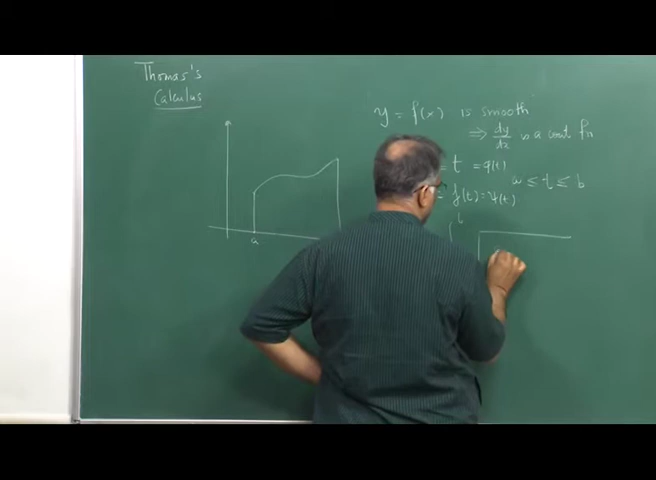 Thomas's
Calculus
y = f(x) is smooth
⇒ dy/dx is a cont fn
= t = φ(t)
a ≤ t ≤ b
= f(t) = ψ(t)
b
a